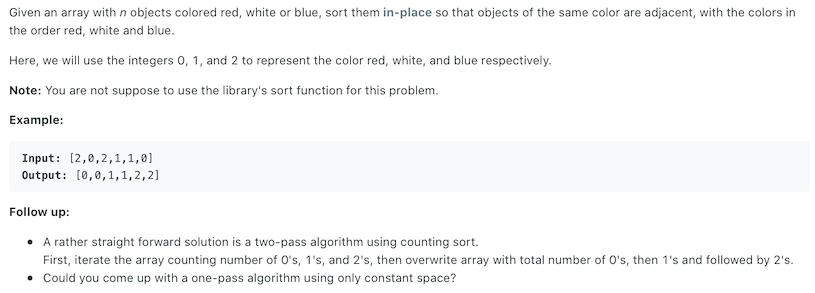 Given an array with n objects colored red, white or blue, sort them in-place so that objects of the same color are adjacent, with the colors in
the order red, white and blue.
Here, we will use the integers 0, 1, and 2 to represent the color red, white, and blue respectively.
Note: You are not suppose to use the library's sort function for this problem.
Example:
Input: [2,0,2,1,1,0]
Output: [0,0,1,1,2,2]
Follow up:
• A rather straight forward solution is a two-pass algorithm using counting sort.
First, iterate the array counting number of 0's, 1's, and 2's, then overwrite array with total number of 0's, then 1's and followed by 2's.
• Could you come up with a one-pass algorithm using only constant space?